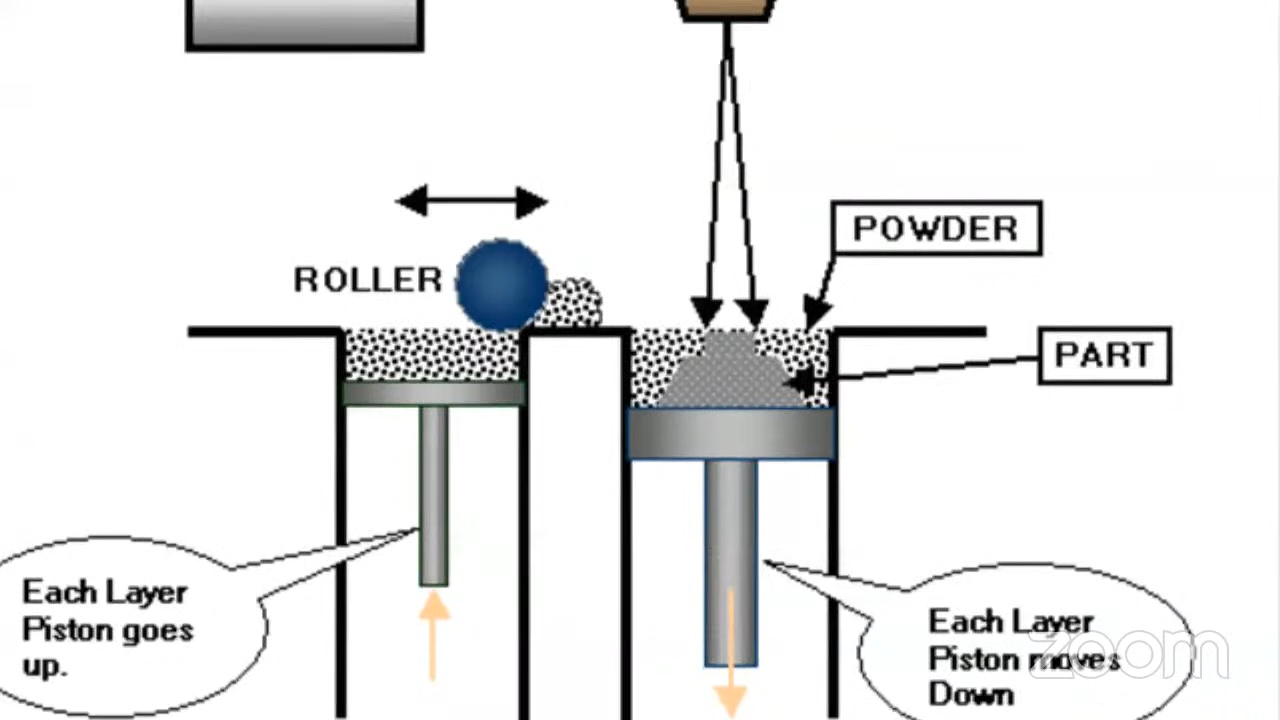 POWDER
ROLLER
PART
Each Layer
Piston goes
up.
Each Layer
Piston moves
Down
zoom